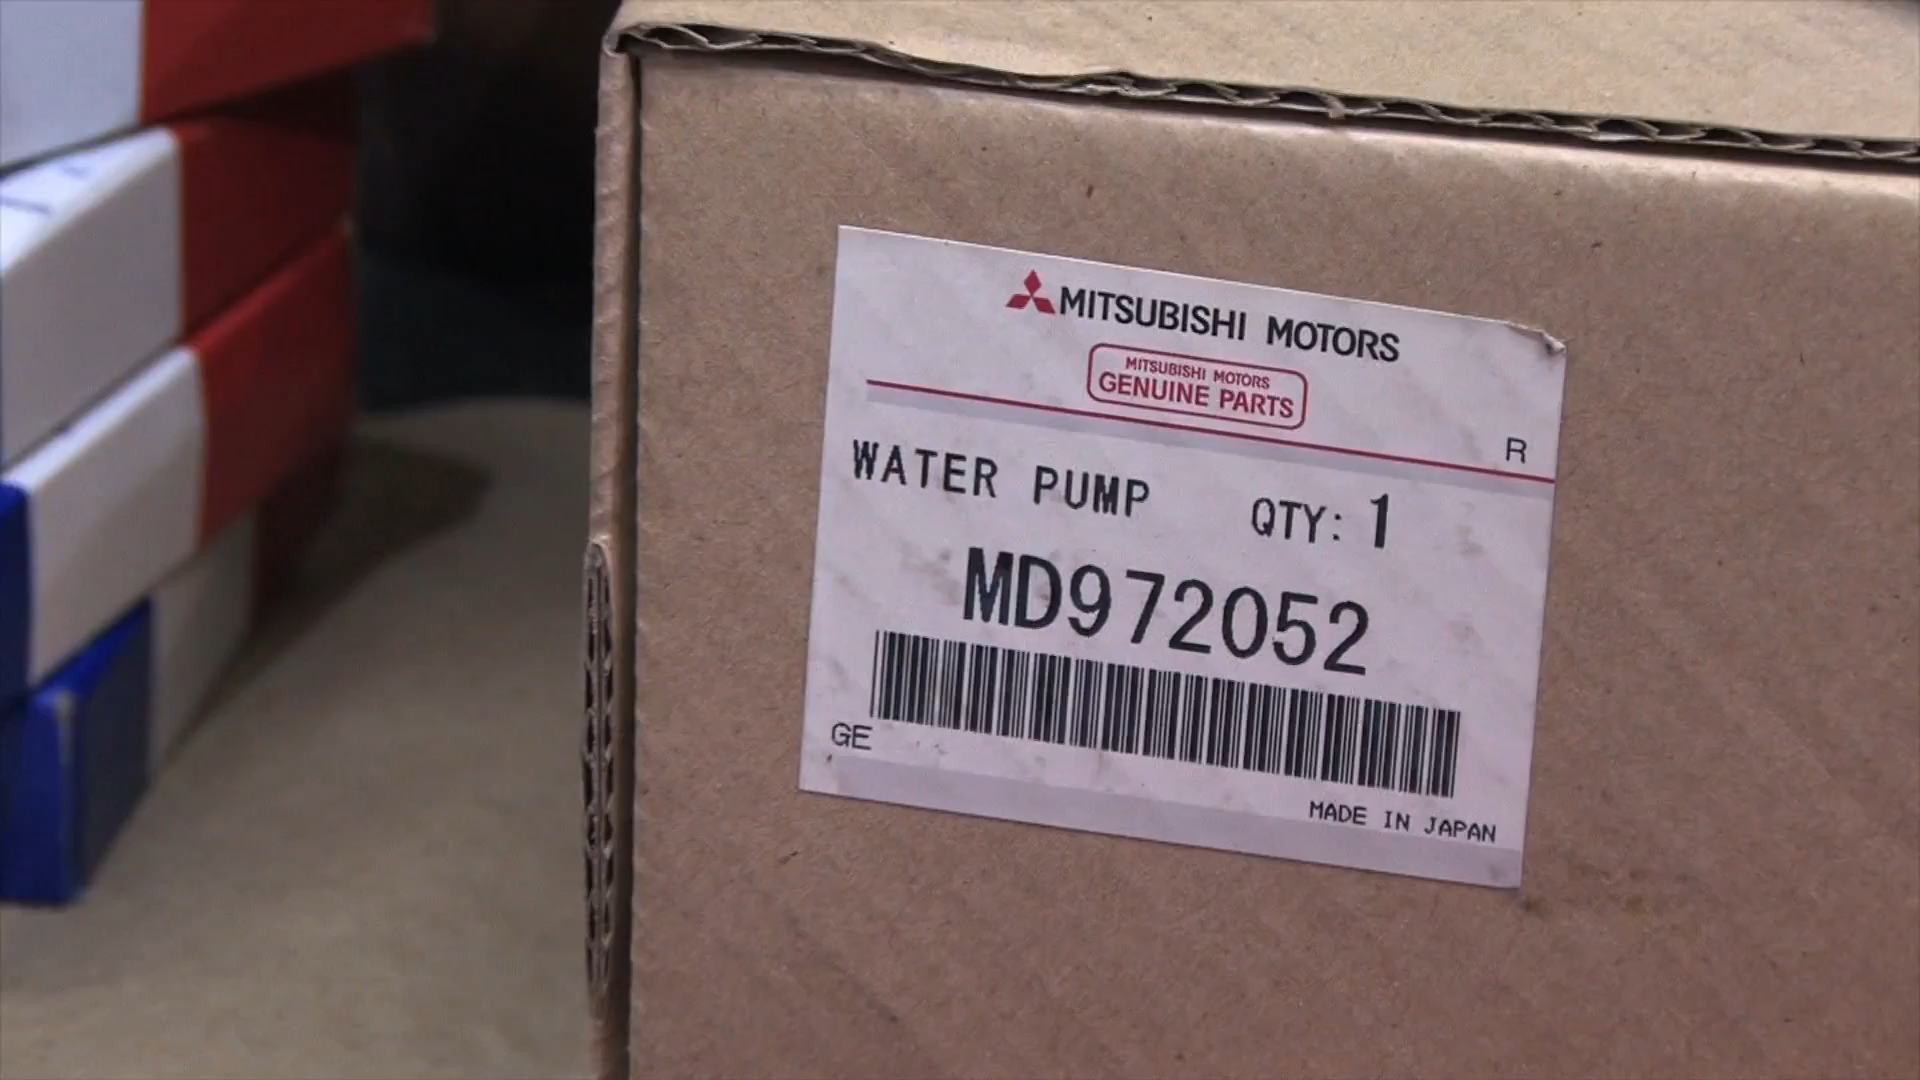 MITSUBISHI MOTORS
MITSUBISHI MOTORS
GENUINE PARTS
R
WATER PUMP QTY: 1
MD972052
GE
MADE IN JAPAN